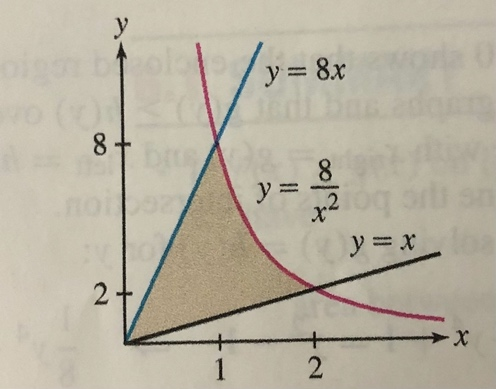 y
y = 8x
8
y = 8/x²
y = x
2
x
1
2